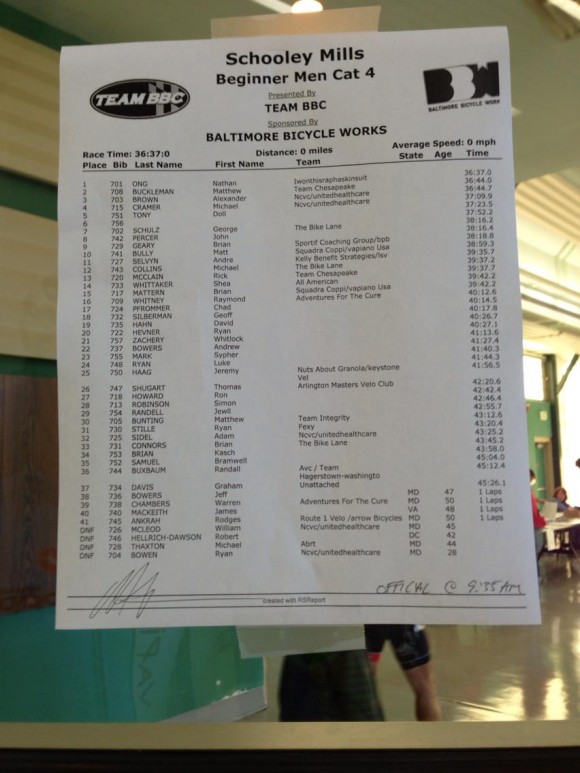 Schooley Mills
Beginner Men Cat 4
Presented By
TEAM BBC
Sponsored By
BALTIMORE BICYCLE WORKS
TEAM BBC
BBW
BALTIMORE BICYCLE WORKS
Race Time: 36:37:0 Distance: 0 miles Average Speed: 0 mph
Place Bib Last Name First Name Team State Age Time
1 701 ONG Nathan Iwonthisraphaskinsuit 36:37.0
2 708 BUCKLEMAN Matthew Team Chesapeake 36:44.0
3 703 BROWN Alexander Ncvc/unitedhealthcare 36:44.7
4 715 CRAMER Michael Ncvc/unitedhealthcare 37:09.9
5 751 TONY Doll 37:23.5
6 756 37:52.2
7 702 SCHULZ George The Bike Lane 38:16.2
8 742 PERCER John 38:16.4
9 729 GEARY Brian Sportif Coaching Group/bpb 38:18.8
10 741 BULLY Matt Squadra Coppi/vapiano Usa 38:59.3
11 727 SELVYN Andre Kelly Benefit Strategies/lsv 39:35.7
12 743 COLLINS Michael The Bike Lane 39:37.2
13 720 MCCLAIN Rick Team Chesapeake 39:37.7
14 733 WHITTAKER Shea All American 39:42.2
15 717 MATTERN Brian Squadra Coppi/vapiano Usa 39:42.2
16 709 WHITNEY Raymond Adventures For The Cure 40:12.6
17 724 PFROMMER Chad 40:14.5
18 732 SILBERMAN Geoff 40:17.8
19 735 HAHN David 40:26.7
20 722 HEVNER Ryan 40:27.1
21 757 ZACHERY Whitlock 41:13.6
22 737 BOWERS Andrew 41:27.4
23 755 MARK Sypher 41:40.3
24 748 RYAN Luke 41:44.3
25 750 HAAG Jeremy Nuts About Granola/keystone 41:56.5
Vel
26 747 SHUGART Thomas Arlington Masters Velo Club 42:20.6
27 718 HOWARD Ron 42:42.4
28 713 ROBINSON Simon 42:46.4
29 754 RANDELL Jewll 42:55.7
30 705 BUNTING Matthew Team Integrity 43:12.6
31 730 STILLE Ryan Fexy 43:20.4
32 725 SIDEL Adam Ncvc/unitedhealthcare 43:25.2
33 731 CONNORS Brian The Bike Lane 43:45.2
34 753 BRIAN Kasch 43:58.0
35 752 SAMUEL Bramwell 45:04.0
36 744 BUXBAUM Randall Avc / Team 45:12.4
Hagerstown-washingto
37 734 DAVIS Graham Unattached 45:26.1
38 736 BOWERS Jeff MD 47 1 Laps
39 738 CHAMBERS Warren Adventures For The Cure MD 50 1 Laps
40 740 MACKEITH James VA 48 1 Laps
41 745 ANKRAH Rodges Route 1 Velo /arrow Bicycles MD 50 1 Laps
DNF 726 MCLEOD William Ncvc/unitedhealthcare MD 45
DNF 746 HELLRICH-DAWSON Robert DC 42
DNF 728 THAXTON Michael Abrt MD 44
DNF 704 BOWEN Ryan Ncvc/unitedhealthcare MD 28
OFFICIAL @ 9:35 AM
created with RSReport